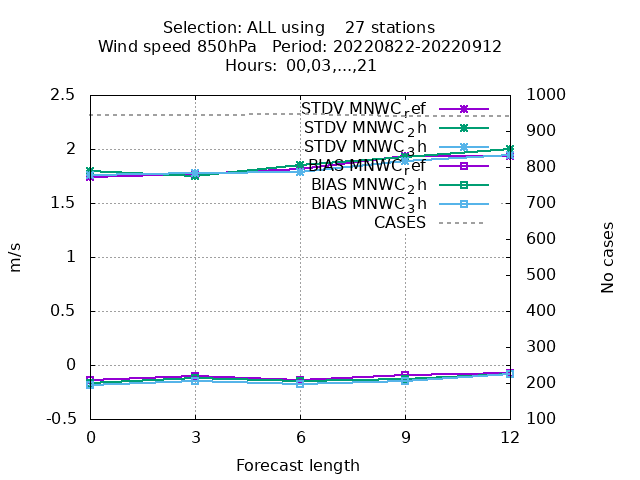 Selection: ALL using 27 stations
Wind speed 850hPa Period: 20220822-20220912
Hours: 00,03,...,21
STDV MNWC_ref
STDV MNWC_2h
STDV MNWC_3h
BIAS MNWC_ref
BIAS MNWC_2h
BIAS MNWC_3h
CASES
2.5
2
1.5
1
0.5
0
-0.5
m/s
1000
900
800
700
600
500
400
300
200
100
No cases
0 3 6 9 12
Forecast length